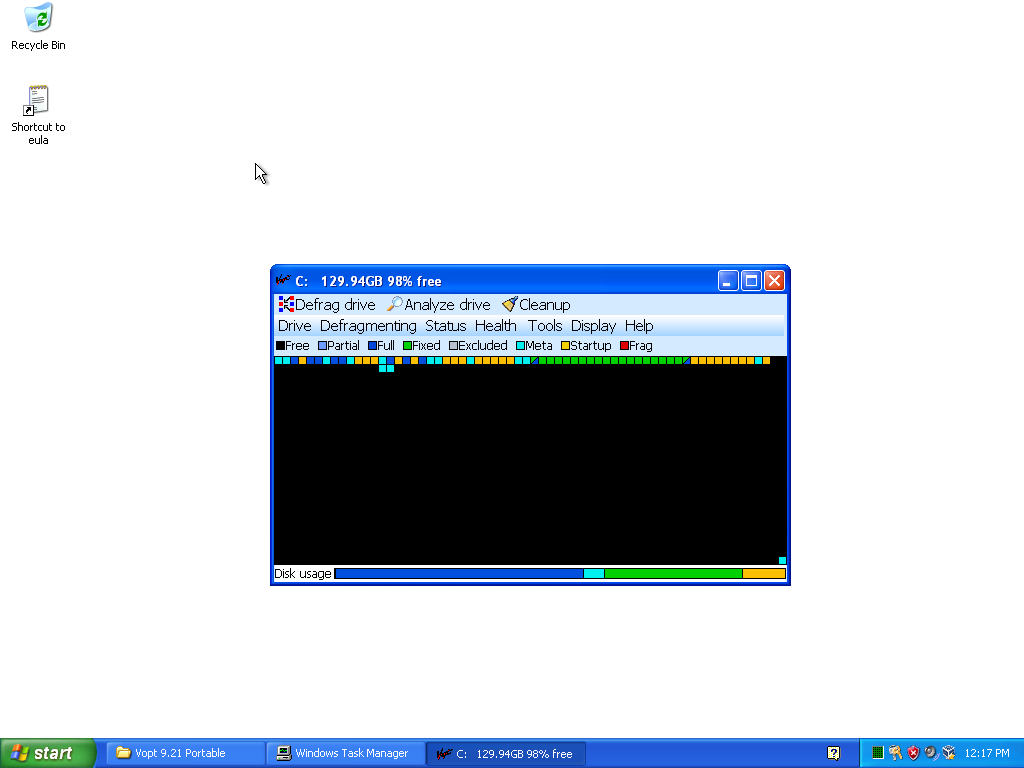 Recycle Bin
Shortcut to
eula
C: 129.94GB 98% free
Defrag drive Analyze drive Cleanup
Drive Defragmenting Status Health Tools Display Help
Free Partial Full Fixed Excluded Meta Startup Frag
Disk usage
start Vopt 9.21 Portable Windows Task Manager C: 129.94GB 98% free 12:17 PM